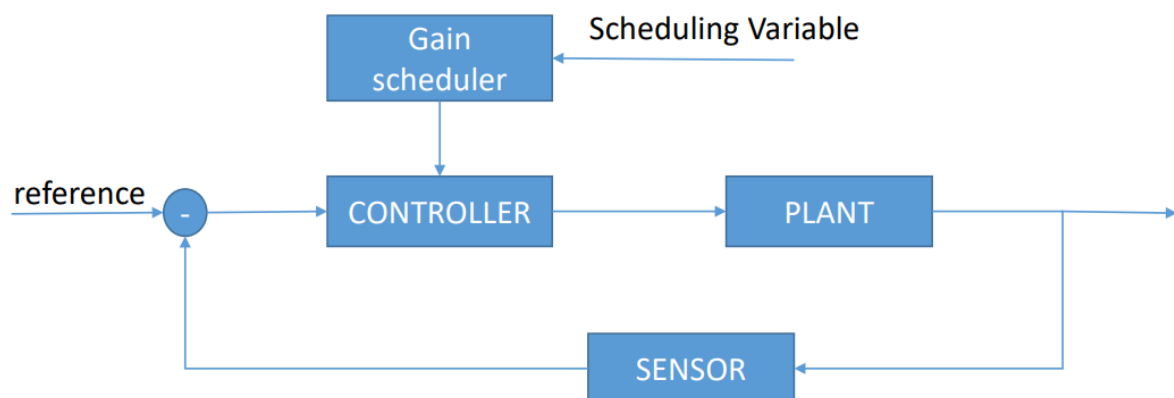 Gain
scheduler
Scheduling Variable
reference
-
CONTROLLER
PLANT
SENSOR